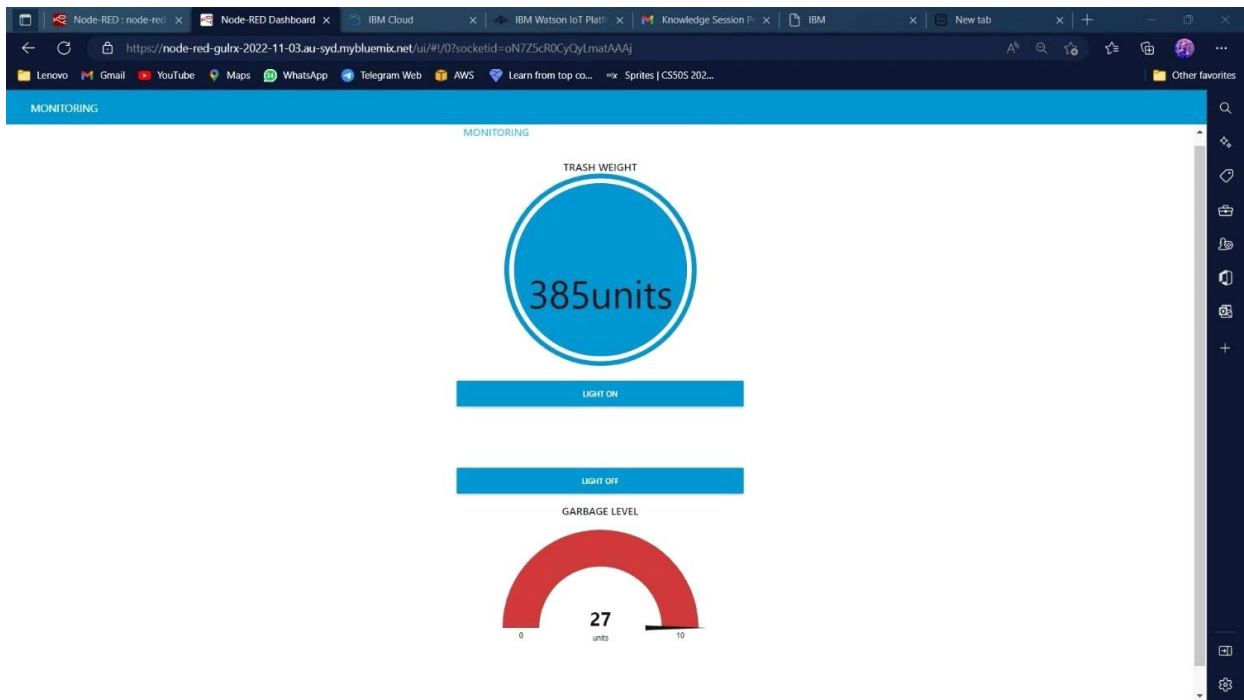 Node-RED : node-red
Node-RED Dashboard
IBM Cloud
IBM Watson IoT Platf
Knowledge Session P
IBM
New tab
https://node-red-gulrx-2022-11-03.au-syd.mybluemix.net/ui/#!/0?socketid=oN7Z5cR0CyQyLmatAAAj
Lenovo
Gmail
YouTube
Maps
WhatsApp
Telegram Web
AWS
Learn from top co...
Sprites | CS50S 202...
Other favorites
MONITORING
MONITORING
TRASH WEIGHT
385units
LIGHT ON
LIGHT OFF
GARBAGE LEVEL
27
units
0
10